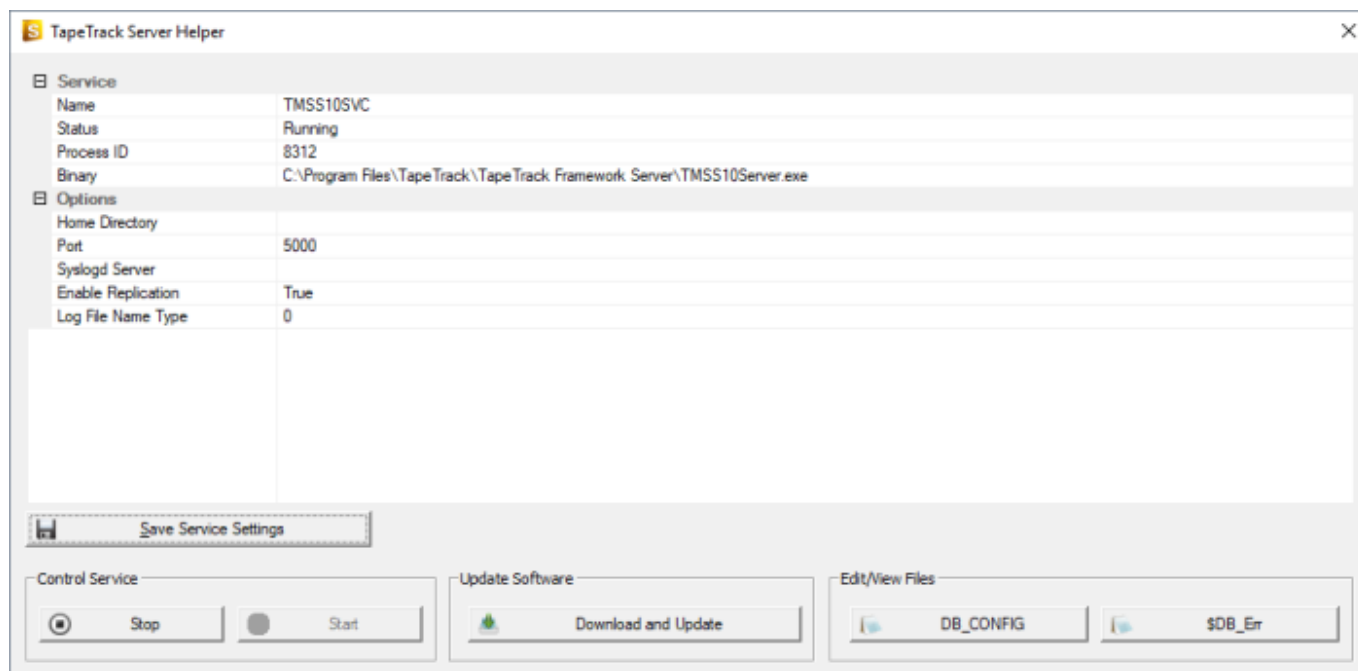 TapeTrack Server Helper
Service
Name TMSS10SVC
Status Running
Process ID 8312
Binary C:\Program Files\TapeTrack\TapeTrack Framework Server\TMSS10Server.exe
Options
Home Directory
Port 5000
Syslogd Server
Enable Replication True
Log File Name Type 0
Save Service Settings
Control Service Update Software Edit/View Files
Stop Start Download and Update DB_CONFIG $DB_Err